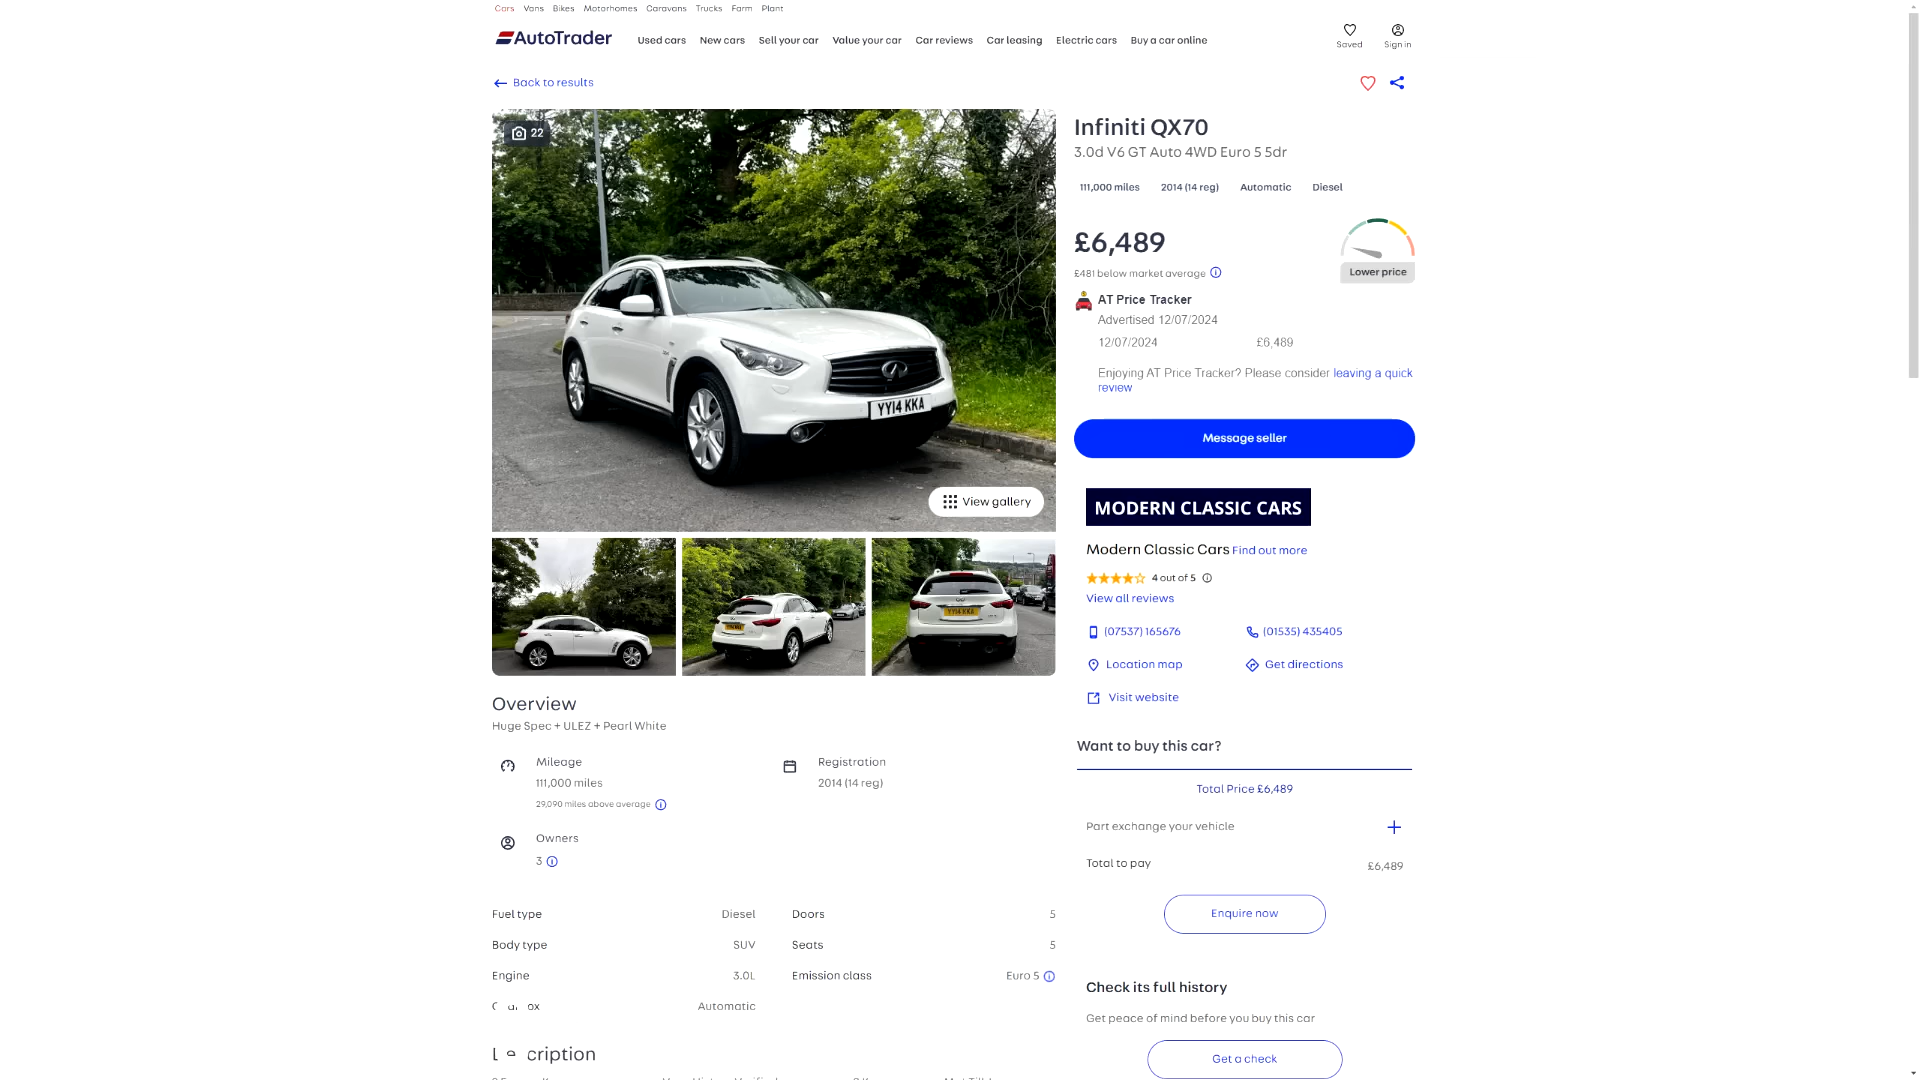 Cars Vans Bikes Motorhomes Caravans Trucks Farm Plant
AutoTrader
Used cars New cars Sell your car Value your car Car reviews Car leasing Electric cars Buy a car online
Saved Sign in
Back to results
22
YY14 KKA
View gallery
Infiniti QX70
3.0d V6 GT Auto 4WD Euro 5 5dr
111,000 miles 2014 (14 reg) Automatic Diesel
£6,489
£481 below market average
Lower price
AT Price Tracker
Advertised 12/07/2024
12/07/2024 £6,489
Enjoying AT Price Tracker? Please consider leaving a quick
review
Message seller
MODERN CLASSIC CARS
Modern Classic Cars Find out more
4 out of 5
View all reviews
(07537) 165676 (01535) 435405
Location map Get directions
Visit website
Overview
Huge Spec + ULEZ + Pearl White
Mileage
111,000 miles
29,090 miles above average
Registration
2014 (14 reg)
Owners
3
Fuel type Diesel Doors 5
Body type SUV Seats 5
Engine 3.0L Emission class Euro 5
Automatic
Want to buy this car?
Total Price £6,489
Part exchange your vehicle
Total to pay £6,489
Enquire now
Check its full history
Get peace of mind before you buy this car
Get a check